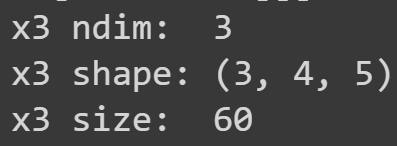 x3 ndim:  3
x3 shape: (3, 4, 5)
x3 size:  60